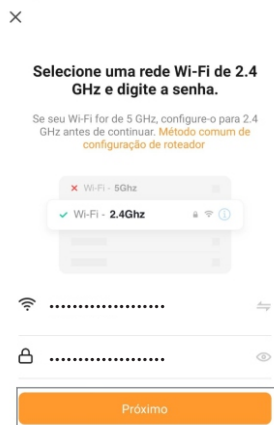 Selecione uma rede Wi-Fi de 2.4
GHz e digite a senha.
Se seu Wi-Fi for de 5 GHz, configure-o para 2.4
GHz antes de continuar. Método comum de
configuração de roteador
Wi-Fi - 5Ghz
Wi-Fi - 2.4Ghz
Próximo